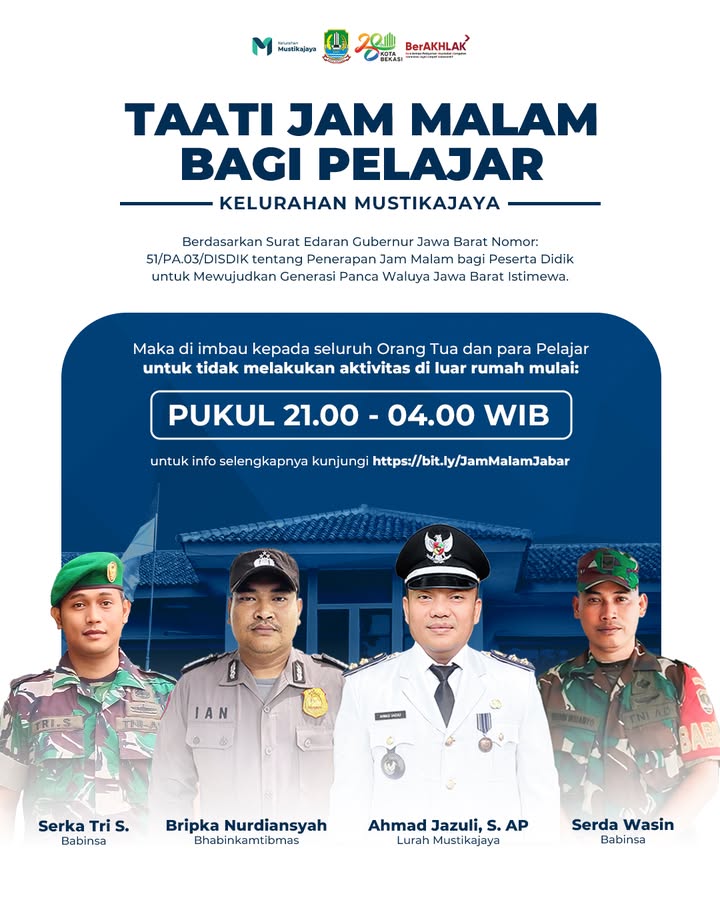 Kelurahan
Mustikajaya
KOTA
BEKASI
BerAKHLAK
TAATI JAM MALAM
BAGI PELAJAR
KELURAHAN MUSTIKAJAYA
Berdasarkan Surat Edaran Gubernur Jawa Barat Nomor:
51/PA.03/DISDIK tentang Penerapan Jam Malam bagi Peserta Didik
untuk Mewujudkan Generasi Panca Waluya Jawa Barat Istimewa.
Maka di imbau kepada seluruh Orang Tua dan para Pelajar
untuk tidak melakukan aktivitas di luar rumah mulai:
PUKUL 21.00 - 04.00 WIB
untuk info selengkapnya kunjungi https://bit.ly/JamMalamJabar
TRI. S
TNI-A
IAN
AHMAD JAZULI
TNI AD
BAB
Serka Tri S.
Babinsa
Bripka Nurdiansyah
Bhabinkamtibmas
Ahmad Jazuli, S. AP
Lurah Mustikajaya
Serda Wasin
Babinsa